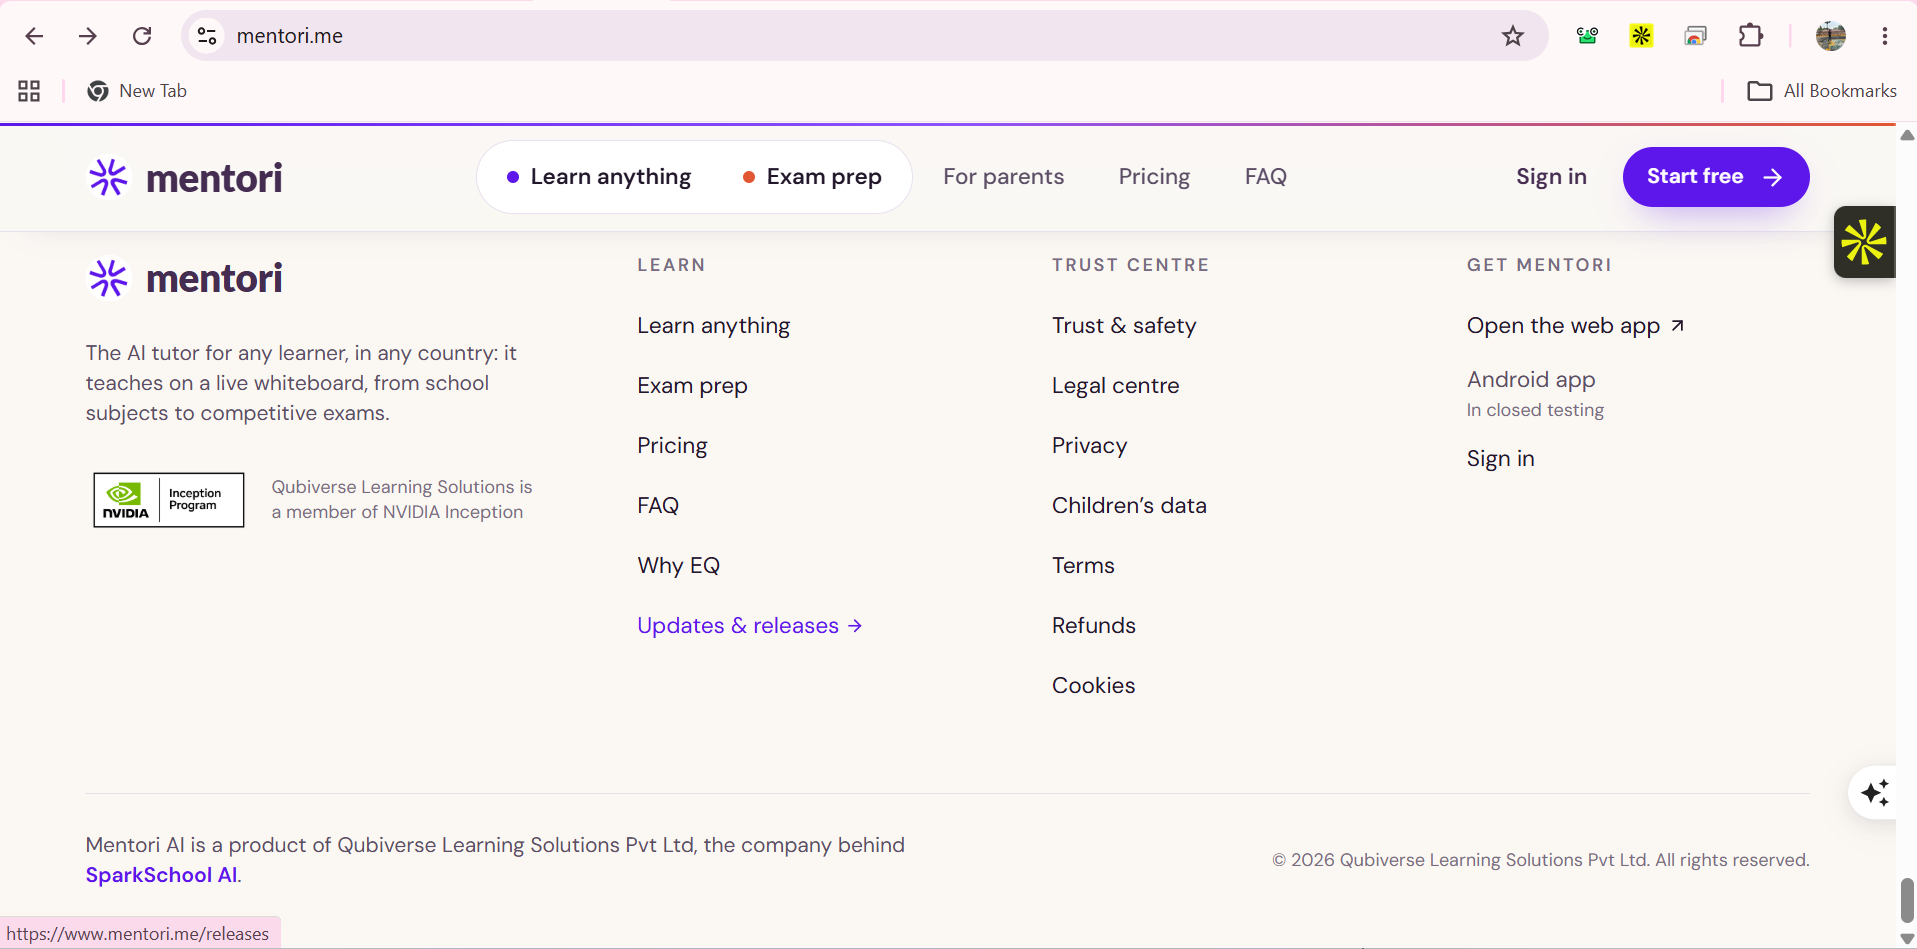 mentori.me
New Tab
All Bookmarks
mentori
Learn anything
Exam prep
For parents
Pricing
FAQ
Sign in
Start free →
mentori
The AI tutor for any learner, in any country: it
teaches on a live whiteboard, from school
subjects to competitive exams.
NVIDIA
Inception
Program
Qubiverse Learning Solutions is
a member of NVIDIA Inception
LEARN
Learn anything
Exam prep
Pricing
FAQ
Why EQ
Updates & releases →
TRUST CENTRE
Trust & safety
Legal centre
Privacy
Children’s data
Terms
Refunds
Cookies
GET MENTORI
Open the web app ↗
Android app
In closed testing
Sign in
Mentori AI is a product of Qubiverse Learning Solutions Pvt Ltd, the company behind
SparkSchool AI.
© 2026 Qubiverse Learning Solutions Pvt Ltd. All rights reserved.
https://www.mentori.me/releases